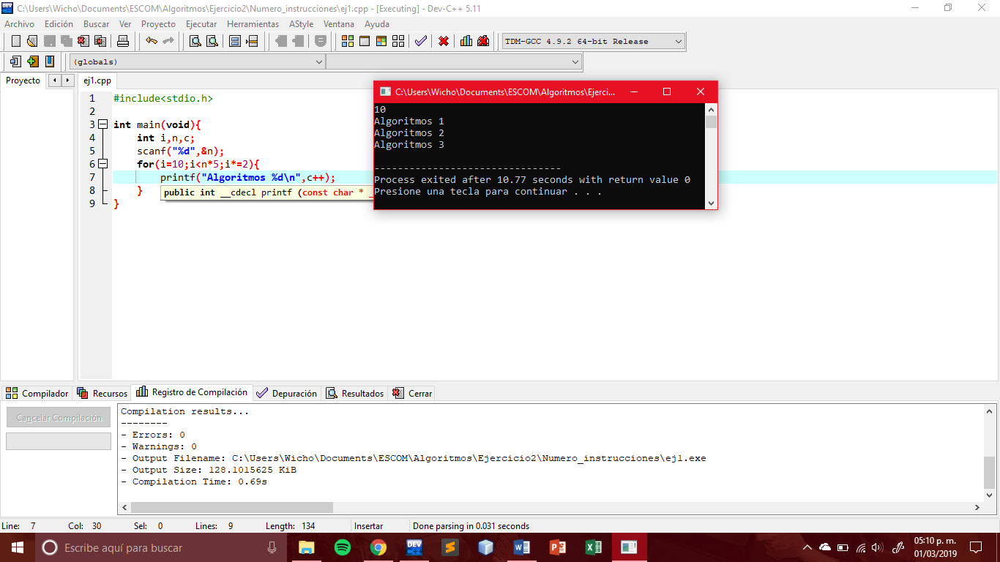 C:\Users\Wicho\Documents\ESCOM\Algoritmos\Ejercicio2\Numero_instrucciones\ej1.cpp - [Executing] - Dev-C++ 5.11
Archivo Edición Buscar Ver Proyecto Ejecutar Herramientas AStyle Ventana Ayuda
TDM-GCC 4.9.2 64-bit Release
(globals)
Proyecto
ej1.cpp
1 #include<stdio.h>
2
3 int main(void){
4 int i,n,c;
5 scanf("%d",&n);
6 for(i=10;i<n*5;i*=2){
7 printf("Algoritmos %d\n",c++);
8 }
public int __cdecl printf (const char * _
9 }
C:\Users\Wicho\Documents\ESCOM\Algoritmos\Ejerci...
10
Algoritmos 1
Algoritmos 2
Algoritmos 3
--------------------------------
Process exited after 10.77 seconds with return value 0
Presione una tecla para continuar . . .
Compilador Recursos Registro de Compilación Depuración Resultados Cerrar
Cancelar Compilación
Compilation results...
--------
- Errors: 0
- Warnings: 0
- Output Filename: C:\Users\Wicho\Documents\ESCOM\Algoritmos\Ejercicio2\Numero_instrucciones\ej1.exe
- Output Size: 128.1015625 KiB
- Compilation Time: 0.69s
Line: 7 Col: 30 Sel: 0 Lines: 9 Length: 134 Insertar Done parsing in 0.031 seconds
Escribe aquí para buscar
DEV
05:10 p. m.
01/03/2019